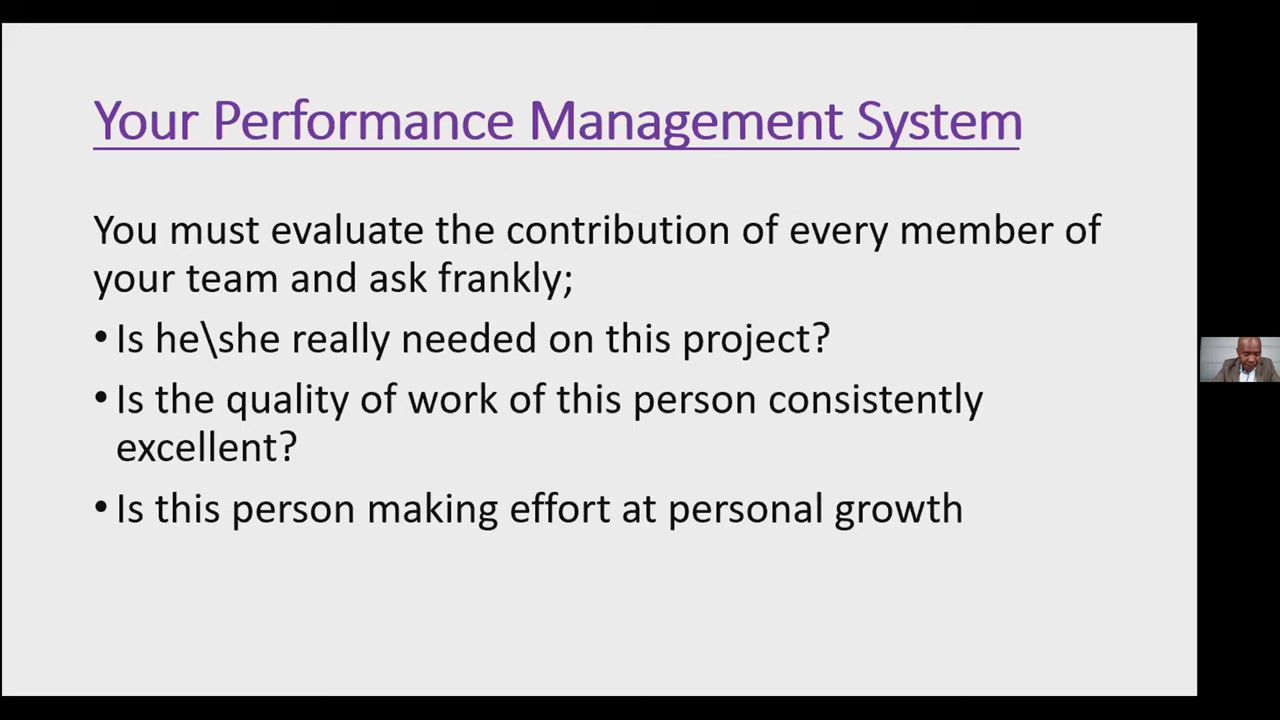 Your Performance Management System
You must evaluate the contribution of every member of
your team and ask frankly;
•Is he\she really needed on this project?
•Is the quality of work of this person consistently
excellent?
•Is this person making effort at personal growth